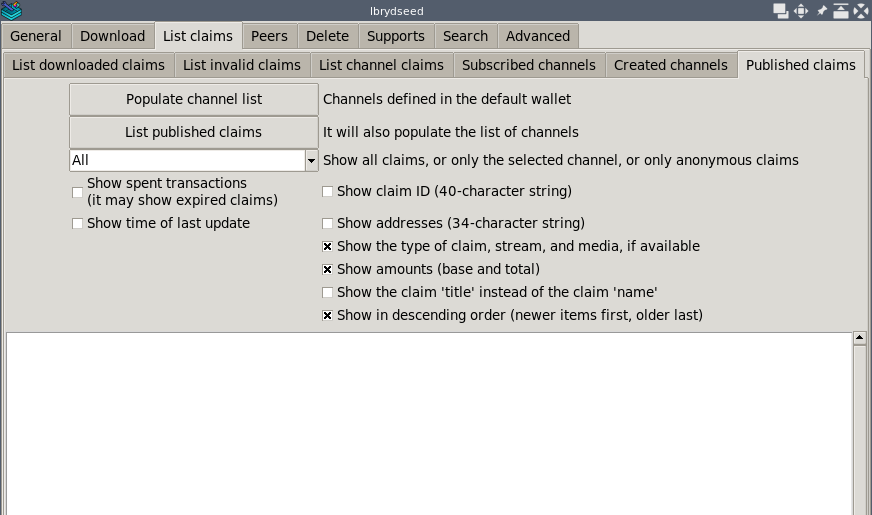 lbrydseed
General Download List claims Peers Delete Supports Search Advanced
List downloaded claims List invalid claims List channel claims Subscribed channels Created channels Published claims
Populate channel list Channels defined in the default wallet
List published claims It will also populate the list of channels
All Show all claims, or only the selected channel, or only anonymous claims
Show spent transactions
(it may show expired claims)
Show claim ID (40-character string)
Show time of last update Show addresses (34-character string)
Show the type of claim, stream, and media, if available
Show amounts (base and total)
Show the claim 'title' instead of the claim 'name'
Show in descending order (newer items first, older last)